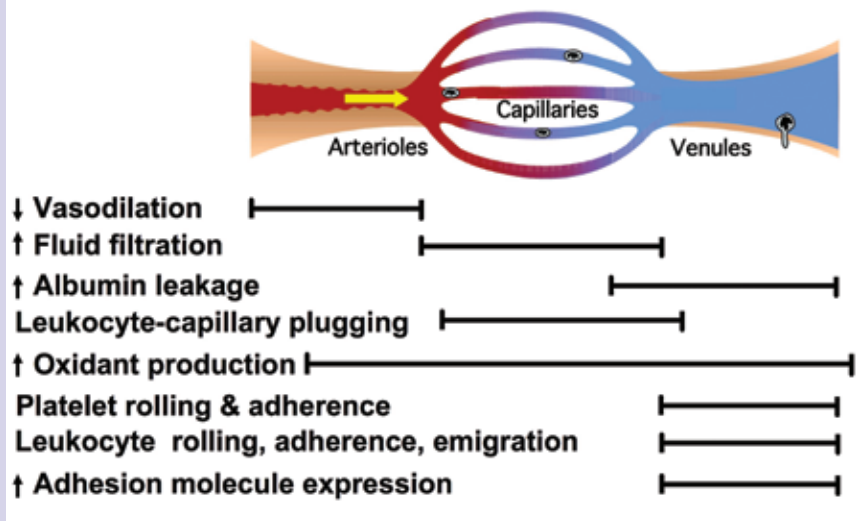 Capillaries
Arterioles
Venules
↓ Vasodilation
↑ Fluid filtration
↑ Albumin leakage
Leukocyte-capillary plugging
↑ Oxidant production
Platelet rolling & adherence
Leukocyte rolling, adherence, emigration
↑ Adhesion molecule expression